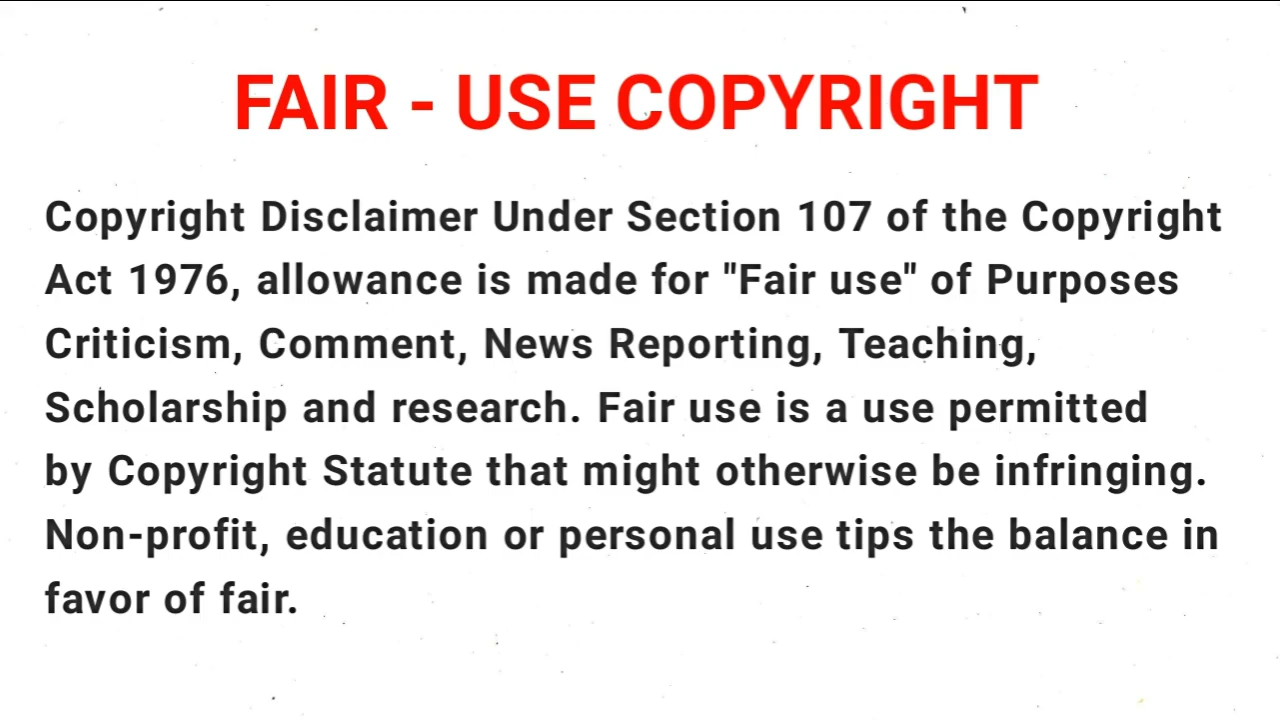 FAIR - USE COPYRIGHT
Copyright Disclaimer Under Section 107 of the Copyright
Act 1976, allowance is made for "Fair use" of Purposes
Criticism, Comment, News Reporting, Teaching,
Scholarship and research. Fair use is a use permitted
by Copyright Statute that might otherwise be infringing.
Non-profit, education or personal use tips the balance in
favor of fair.